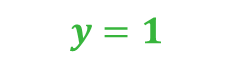 y = 1